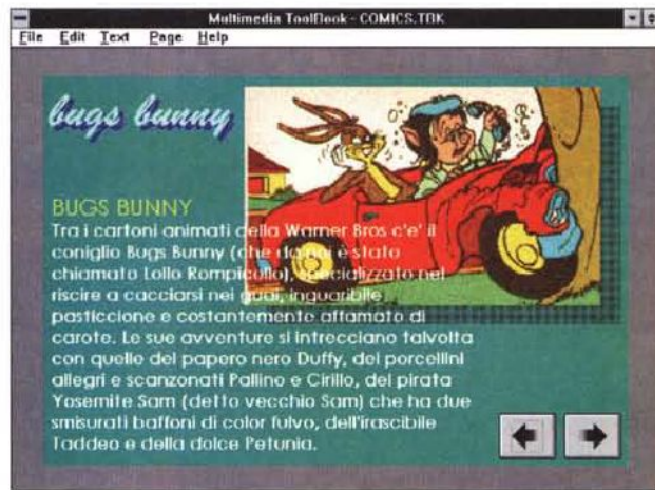 Multimedia ToolBook - COMICS.TBK
File Edit Text Page Help
bugs bunny
BUGS BUNNY
Tra i cartoni animati della Warner Bros c'e' il
coniglio Bugs Bunny (che da noi è stato
chiamato Lollo Rompicollo), specializzato nel
riscire a cacciarsi nei guai, inguaribile
pasticcione e costantemente affamato di
carote. Le sue avventure si intrecciano talvolta
con quelle del papero nero Duffy, dei porcellini
allegri e scanzonati Pallino e Cirillo, del pirata
Yosemite Sam (detto vecchio Sam) che ha due
smisurati baffoni di color fulvo, dell'irascibile
Taddeo e della dolce Petunia.